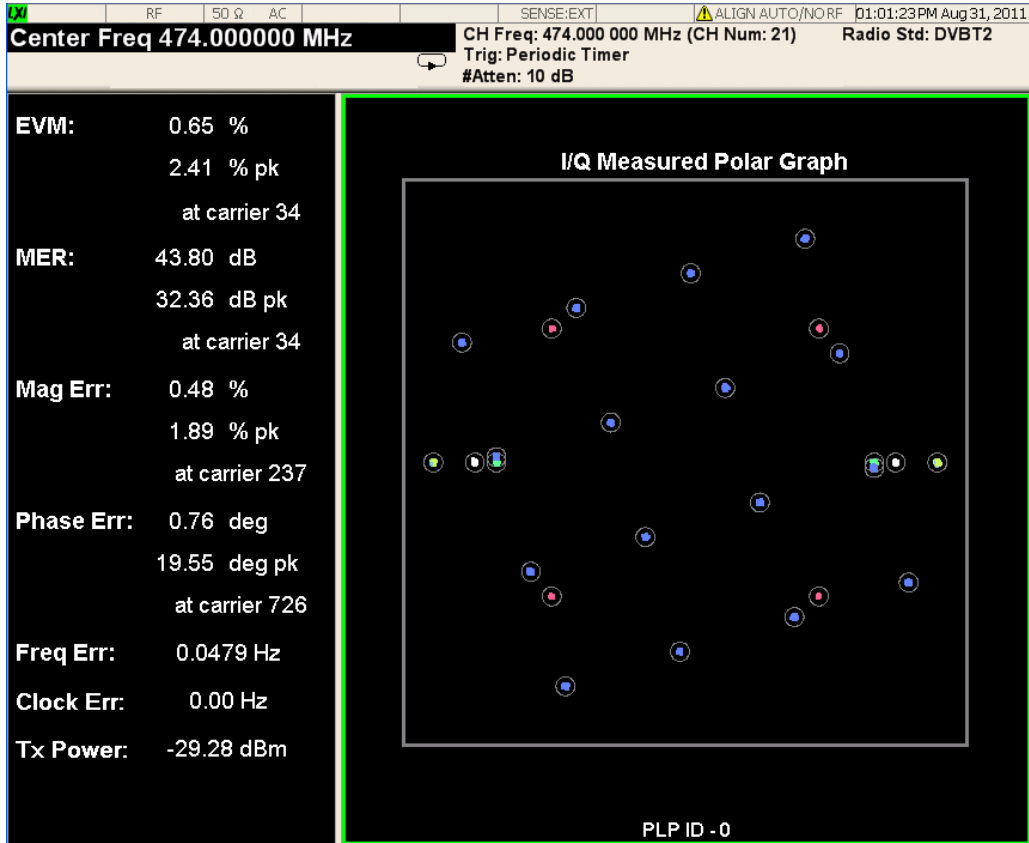 LXI RF 50 Ω AC SENSE:EXT ALIGN AUTO/NO RF 01:01:23 PM Aug 31, 2011
Center Freq 474.000000 MHz
CH Freq: 474.000 000 MHz (CH Num: 21) Radio Std: DVBT2
Trig: Periodic Timer
#Atten: 10 dB
EVM: 0.65 %
2.41 % pk
at carrier 34
MER: 43.80 dB
32.36 dB pk
at carrier 34
Mag Err: 0.48 %
1.89 % pk
at carrier 237
Phase Err: 0.76 deg
19.55 deg pk
at carrier 726
Freq Err: 0.0479 Hz
Clock Err: 0.00 Hz
Tx Power: -29.28 dBm
I/Q Measured Polar Graph
PLP ID - 0